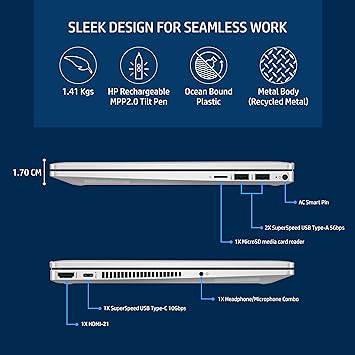 SLEEK DESIGN FOR SEAMLESS WORK
1.41 Kgs
HP Rechargeable
MPP2.0 Tilt Pen
Ocean Bound
Plastic
Metal Body
(Recycled Metal)
1.70 CM
AC Smart Pin
2X SuperSpeed USB Type-A 5Gbps
1X MicroSD media card reader
1X Headphone/Microphone Combo
1X SuperSpeed USB Type-C 10Gbps
1X HDMI-21